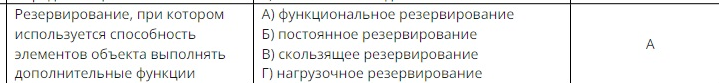 Резервирование, при котором
используется способность
элементов объекта выполнять
дополнительные функции
А) функциональное резервирование
Б) постоянное резервирование
В) скользящее резервирование
Г) нагрузочное резервирование
А